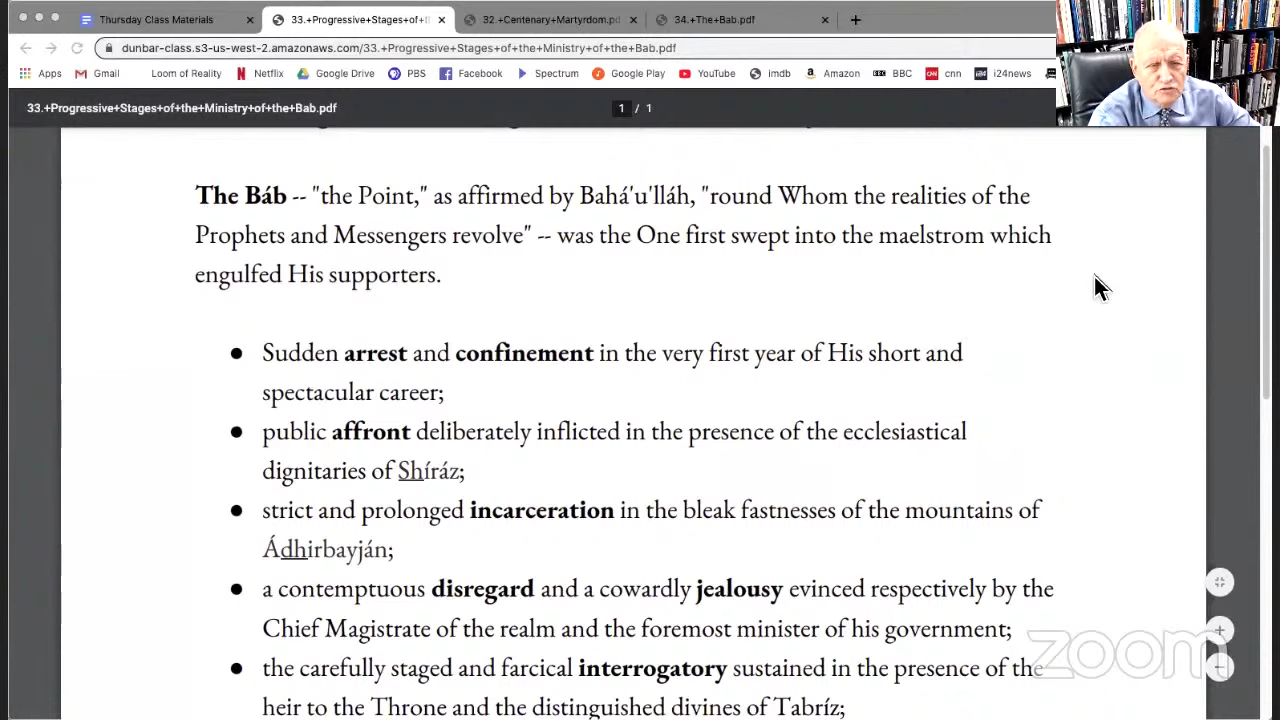 Thursday Class Materials
33.+Progressive+Stages+of+t
32.+Centenary+Martyrdom.pd
34.+The+Bab.pdf
dunbar-class.s3-us-west-2.amazonaws.com/33.+Progressive+Stages+of+the+Ministry+of+the+Bab.pdf
Apps Gmail Loom of Reality Netflix Google Drive PBS Facebook Spectrum Google Play YouTube imdb Amazon BBC cnn i24news
33.+Progressive+Stages+of+the+Ministry+of+the+Bab.pdf
1 / 1
The Báb -- "the Point," as affirmed by Bahá'u'lláh, "round Whom the realities of the
Prophets and Messengers revolve" -- was the One first swept into the maelstrom which
engulfed His supporters.
● Sudden arrest and confinement in the very first year of His short and
spectacular career;
● public affront deliberately inflicted in the presence of the ecclesiastical
dignitaries of Shíráz;
● strict and prolonged incarceration in the bleak fastnesses of the mountains of
Ádhirbayján;
● a contemptuous disregard and a cowardly jealousy evinced respectively by the
Chief Magistrate of the realm and the foremost minister of his government;
● the carefully staged and farcical interrogatory sustained in the presence of the
heir to the Throne and the distinguished divines of Tabríz;
zoom